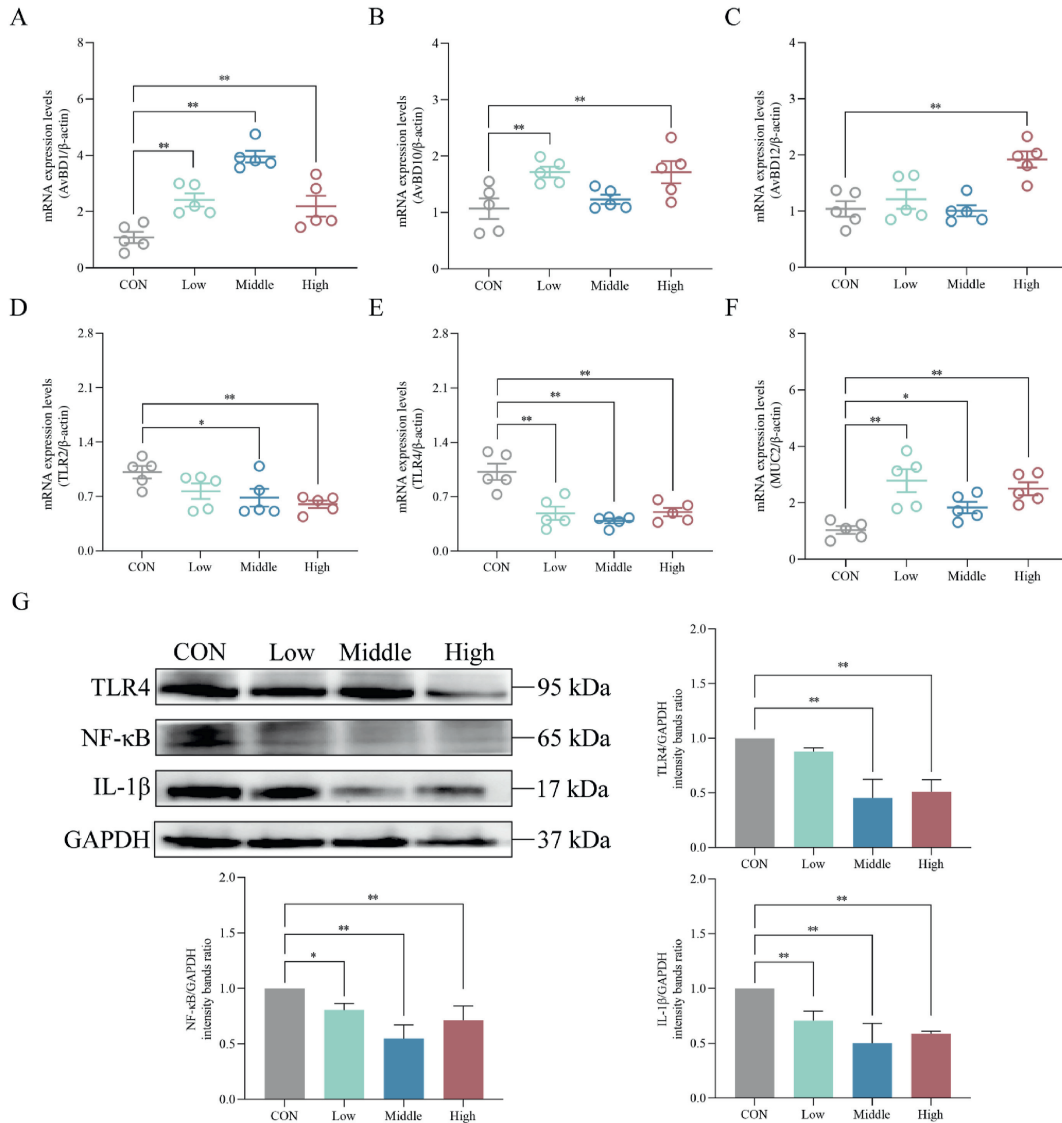 A
mRNA expression levels
(AvBD1/β-actin)
8
6
4
2
0
**
**
**
CON Low Middle High
B
mRNA expression levels
(AvBD10/β-actin)
4
3
2
1
0
**
**
CON Low Middle High
C
mRNA expression levels
(AvBD12/β-actin)
4
3
2
1
0
**
CON Low Middle High
D
mRNA expression levels
(TLR2/β-actin)
2.8
2.1
1.4
0.7
0.0
**
*
CON Low Middle High
E
mRNA expression levels
(TLR4/β-actin)
2.8
2.1
1.4
0.7
0.0
**
**
**
CON Low Middle High
F
mRNA expression levels
(MUC2/β-actin)
8
6
4
2
0
**
*
**
CON Low Middle High
G
CON Low Middle High
TLR4 95 kDa
NF-κB 65 kDa
IL-1β 17 kDa
GAPDH 37 kDa
TLR4/GAPDH
intensity bands ratio
2.0
1.5
1.0
0.5
0.0
**
**
CON Low Middle High
NF-κB/GAPDH
intensity bands ratio
2.0
1.5
1.0
0.5
0.0
**
**
*
CON Low Middle High
IL-1β/GAPDH
intensity bands ratio
2.0
1.5
1.0
0.5
0.0
**
**
**
CON Low Middle High